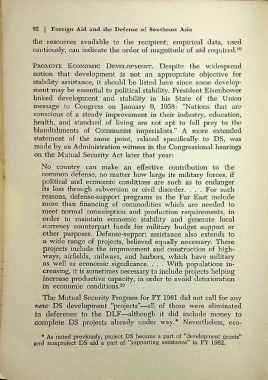 92 | Foreign Aid and the Defense of Southeast Asia
the resources available to the recipient; empirical data, used
cautiously, can indicate the order of magnitude of aid required.19
PROMOTE ECONOMIC DEVELOPMENT. Despite the widespread
notion that development is not an appropriate objective for
stability assistance, it should be listed here since some develop-
ment may be essential to political stability. President Eisenhower
linked development and stability in his State of the Union
message to Congress on January 9, 1958: "Nations that are
conscious of a steady improvement in their industry, education,
health, and standard of living are not apt to fall prey to the
blandishments of Communist imperialists." A more extended
statement of the same point, related specifically to DS, was
made by an Administration witness in the Congressional hearings
on the Mutual Security Act later that year:
No country can make an effective contribution to the
common defense, no matter how large its military forces, if
political and economic conditions are such as to endanger
its loss through subversion or civil disorder. . . . For such
reasons, defense-support programs in the Far East include
more than financing of commodities which are needed to
meet normal consumption and production requirements, in
order to maintain economic stability and generate local
currency counterpart funds for military budget support or
other purposes. Defense-support assistance also extends to
a wide range of projects, believed equally necessary. These
projects include the improvement and construction of high-
ways, airfields, railways, and harbors, which have military
as well as economic significance. . . . With populations in-
creasing, it is sometimes necessary to include projects helping
increase productive capacity, in order to avoid deterioration
in economic conditions.20
The Mutual Security Program for FY 1961 did not call for any
new DS development "projects"—all of those were eliminated
in deference to the DLF—although it did include money to
complete DS projects already under way.* Nevertheless, eco-
* As noted previously, project DS became a part of "development grants"
and nonproject DS aid a part of "supporting assistance" in FY 1962.